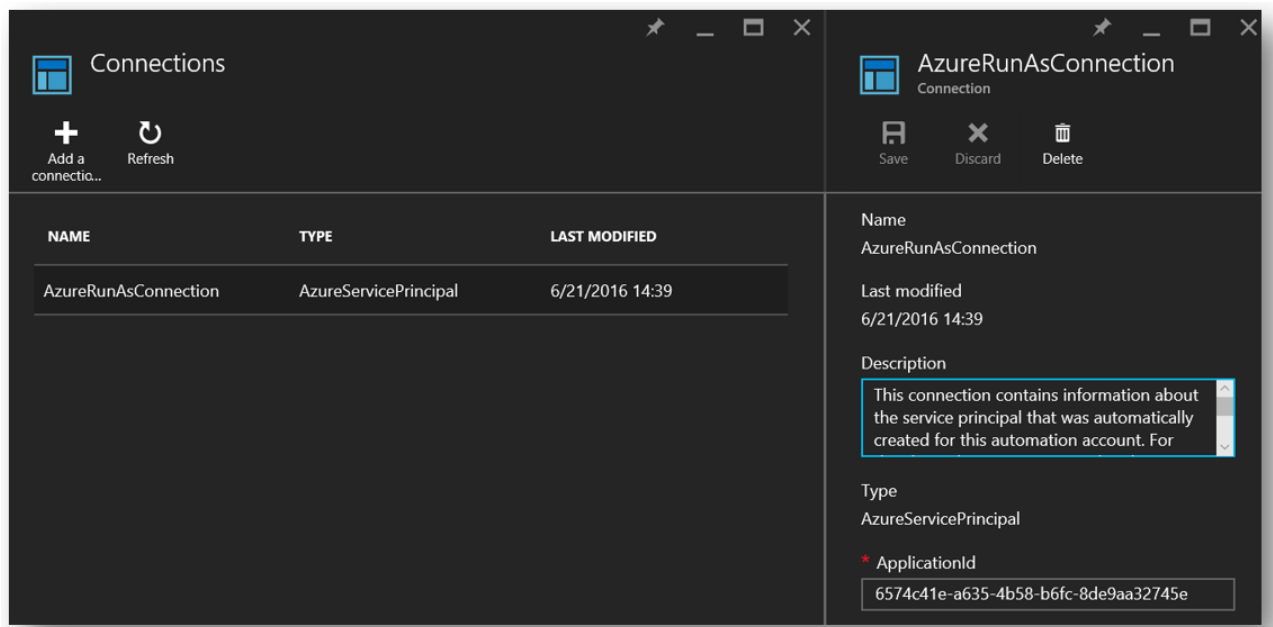 Connections
Add a
connectio...
Refresh
NAME TYPE LAST MODIFIED
AzureRunAsConnection AzureServicePrincipal 6/21/2016 14:39
AzureRunAsConnection
Connection
Save Discard Delete
Name
AzureRunAsConnection
Last modified
6/21/2016 14:39
Description
This connection contains information about
the service principal that was automatically
created for this automation account. For
Type
AzureServicePrincipal
* ApplicationId
6574c41e-a635-4b58-b6fc-8de9aa32745e